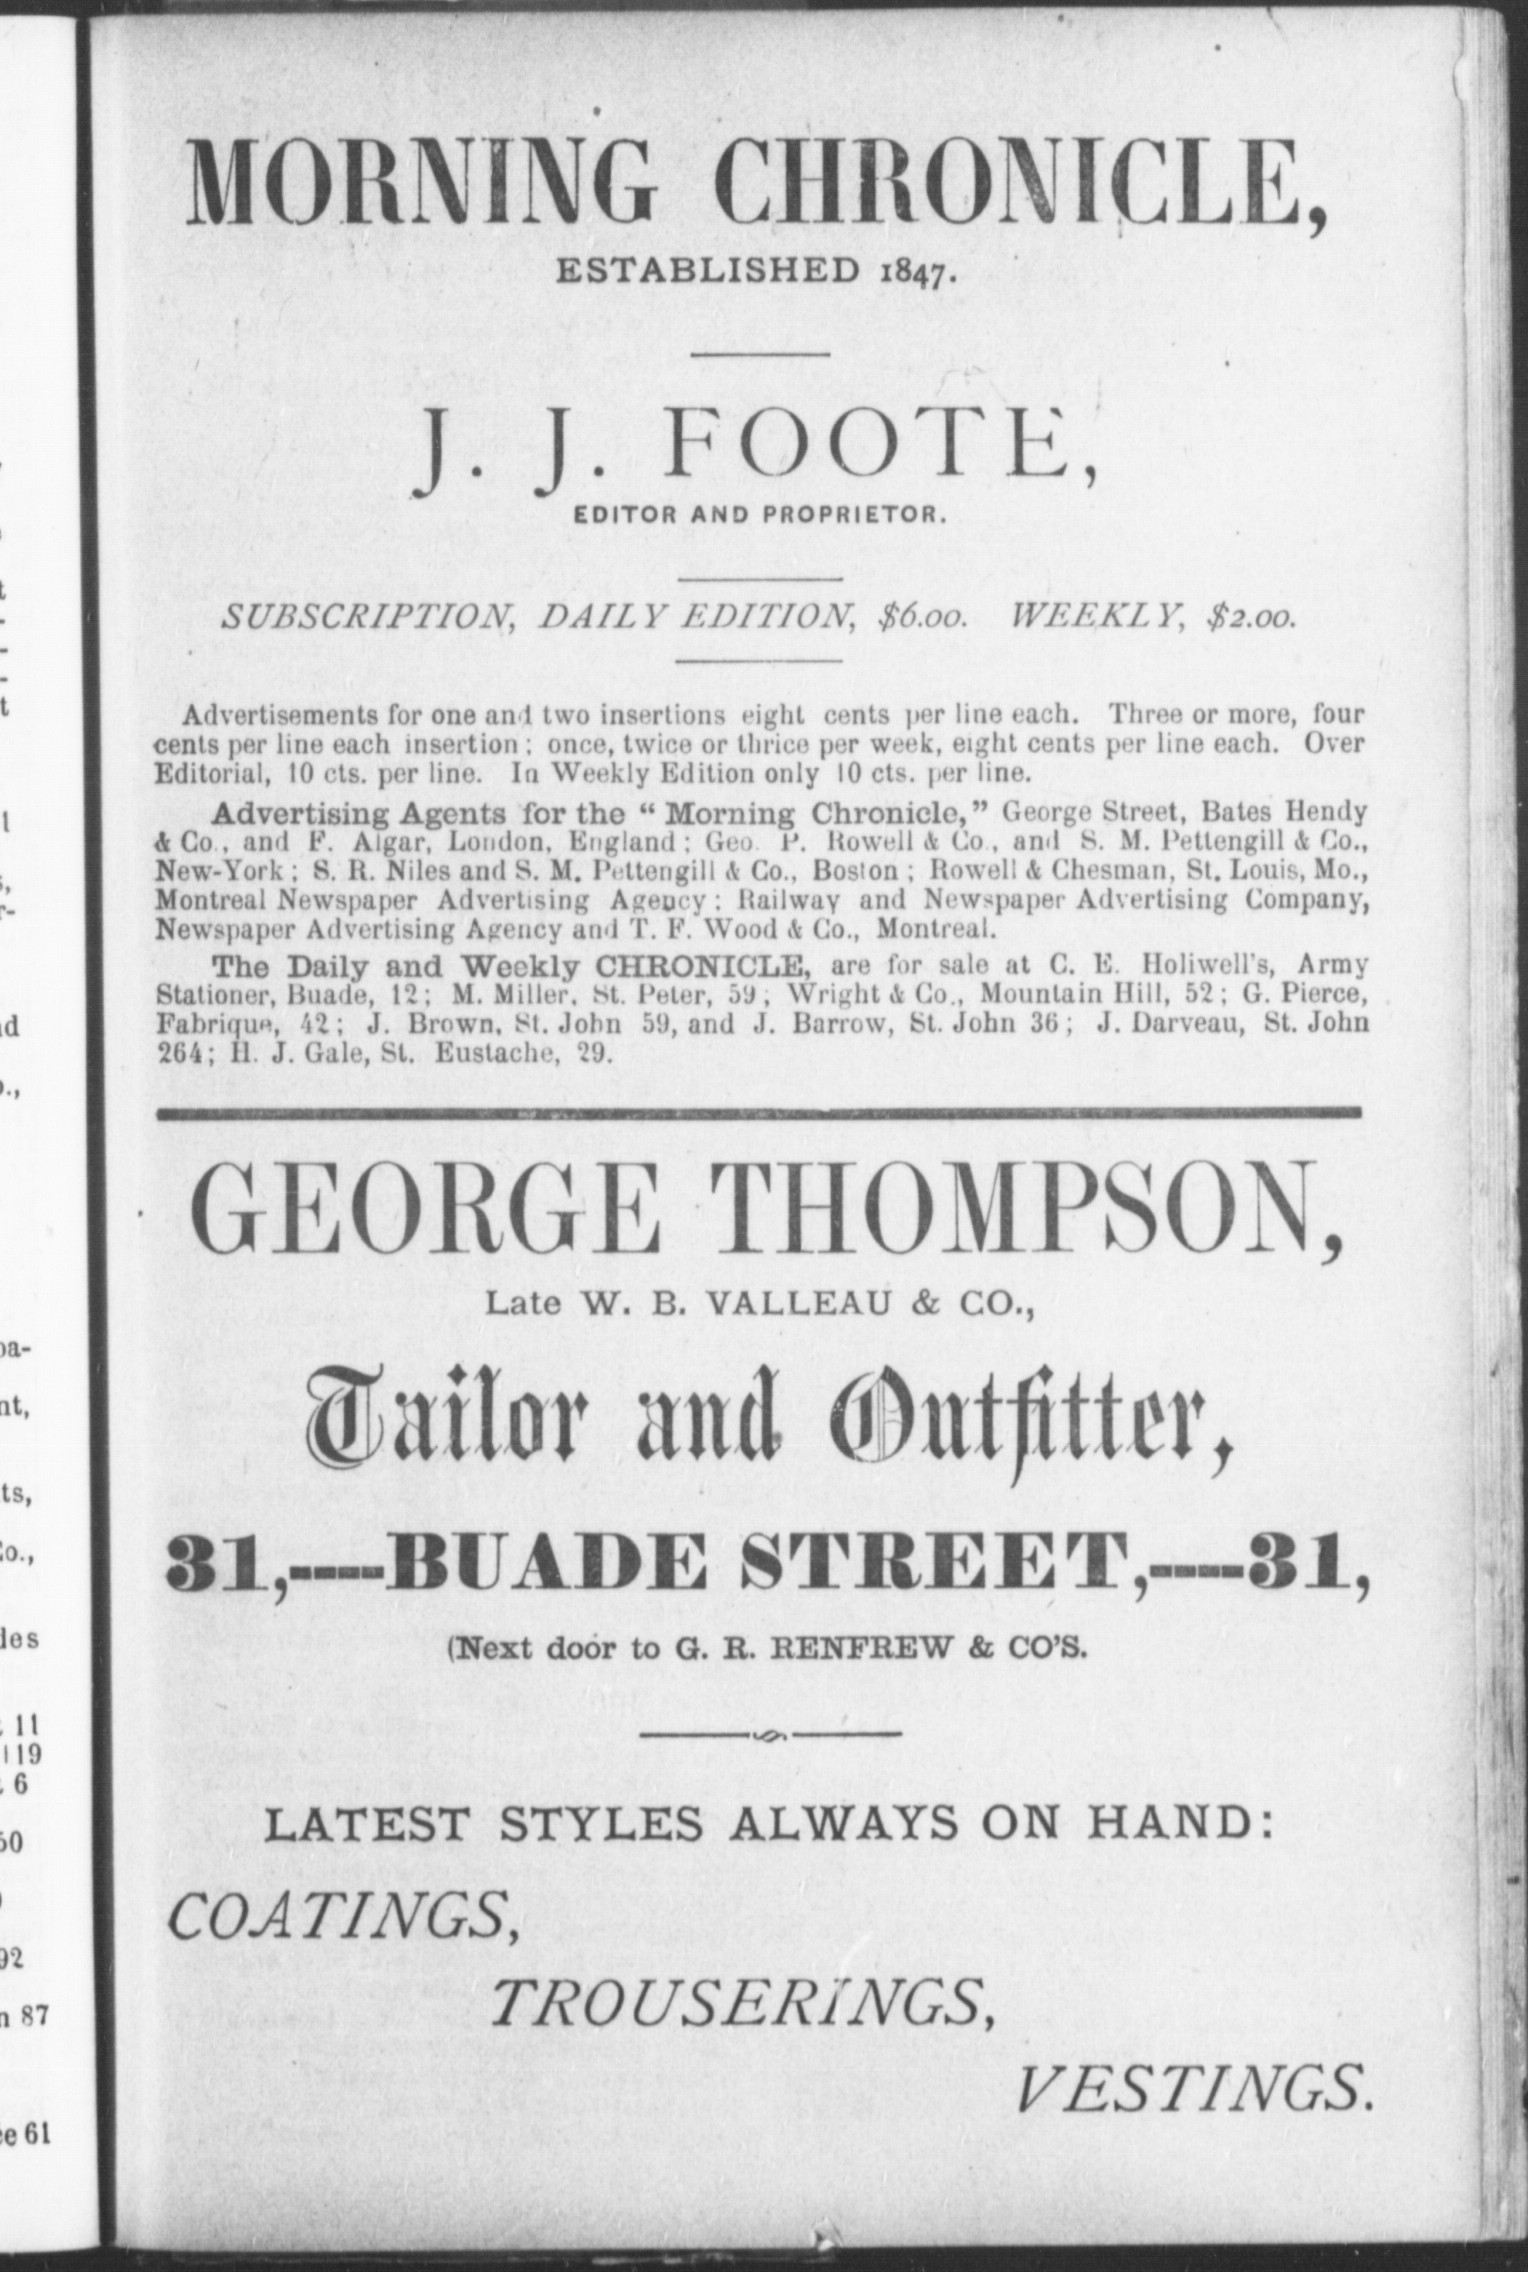 MORNING CHRONICLE,
ESTABLISHED 1847.
J. J. FOOTE,
EDITOR AND PROPRIETOR.
SUBSCRIPTION, DAILY EDITION, $6.00. WEEKLY, $2.00.
Advertisements for one and two insertions eight cents per line each. Three or more, four
cents per line each insertion ; once, twice or thrice per week, eight cents per line each. Over
Editorial, 10 cts. per line. In Weekly Edition only 10 cts. per line.
Advertising Agents for the “ Morning Chronicle,” George Street, Bates Hendy
& Co., and F. Algar, London, England ; Geo. P. Rowell & Co., and S. M. Pettengill & Co.,
New-York ; S. R. Niles and S. M. Pettengill & Co., Boston ; Rowell & Chesman, St. Louis, Mo.,
Montreal Newspaper Advertising Agency ; Railway and Newspaper Advertising Company,
Newspaper Advertising Agency and T. F. Wood & Co., Montreal.
The Daily and Weekly CHRONICLE, are for sale at C. E. Holiwell's, Army
Stationer, Buade, 12 ; M. Miller, St. Peter, 59 ; Wright & Co., Mountain Hill, 52 ; G. Pierce,
Fabrique, 42 ; J. Brown, St. John 59, and J. Barrow, St. John 36 ; J. Darveau, St. John
264 ; H. J. Gale, St. Eustache, 29.
GEORGE THOMPSON,
Late W. B. VALLEAU & CO.,
Tailor and Outfitter,
31,—BUADE STREET,—31,
(Next door to G. R. RENFREW & CO'S.
LATEST STYLES ALWAYS ON HAND:
COATINGS,
TROUSERINGS,
VESTINGS.